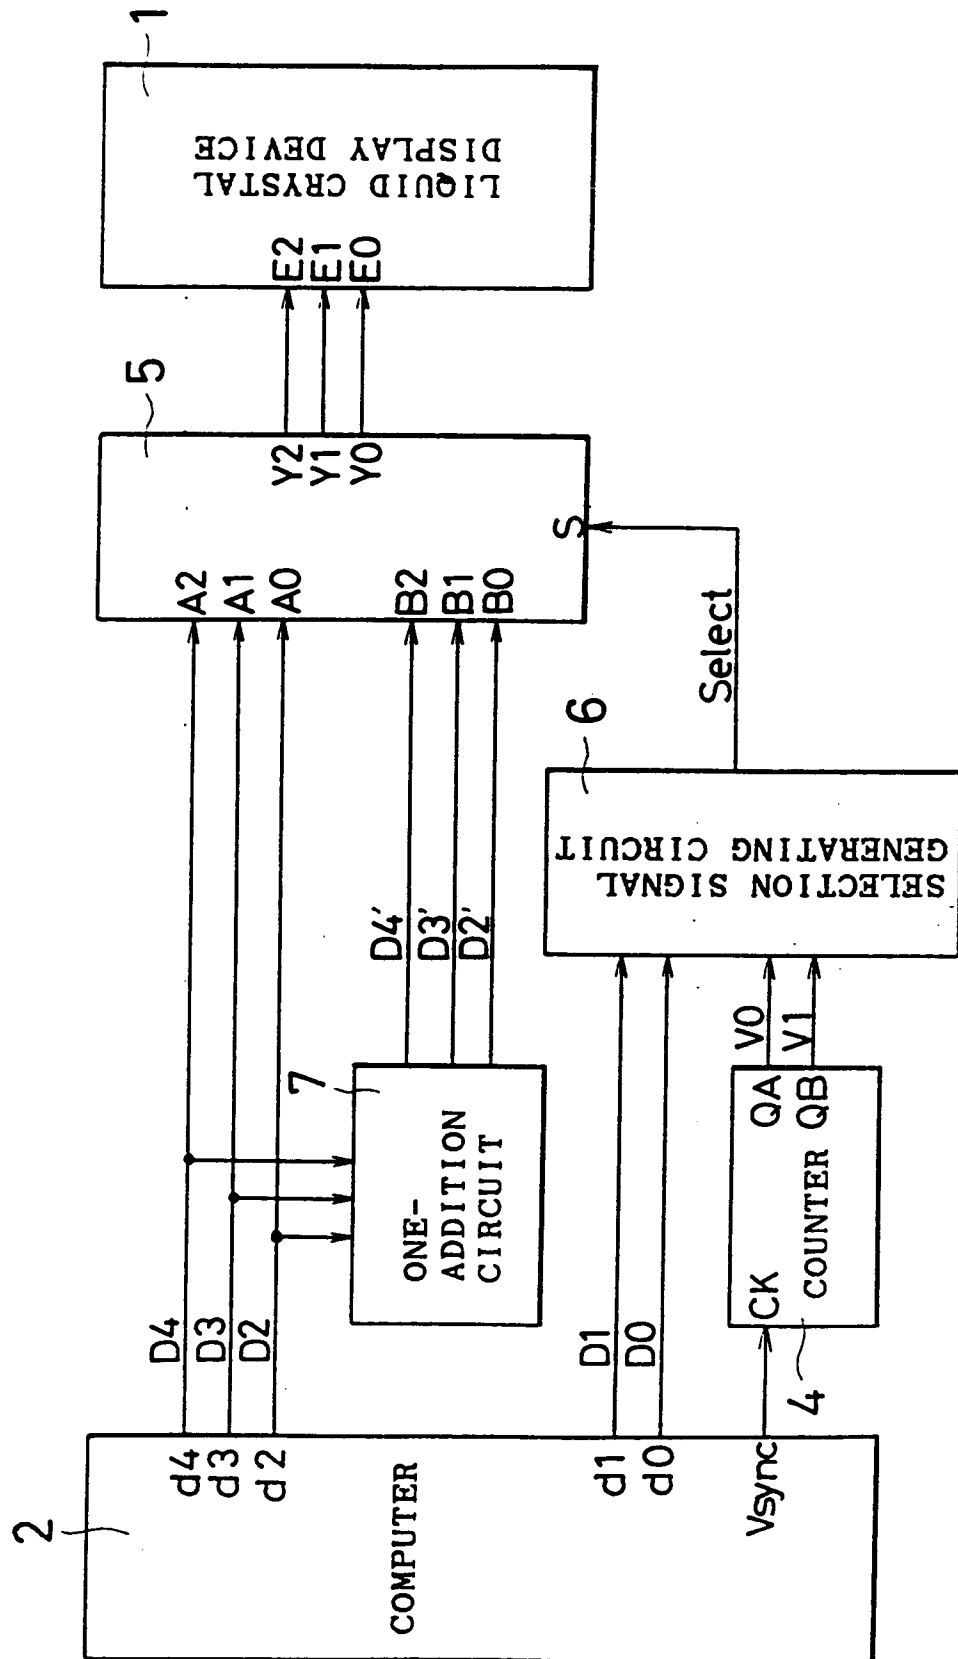 2
COMPUTER
d4
d3
d2
d1
d0
Vsync
D4
D3
D2
D1
D0
7
ONE-
ADDITION
CIRCUIT
4
CK
COUNTER
QA
QB
V0
V1
D4'
D3'
D2'
6
SELECTION SIGNAL
GENERATING CIRCUIT
Select
5
A2
A1
A0
B2
B1
B0
S
Y2
Y1
Y0
1
E2
E1
E0
LIQUID CRYSTAL
DISPLAY DEVICE